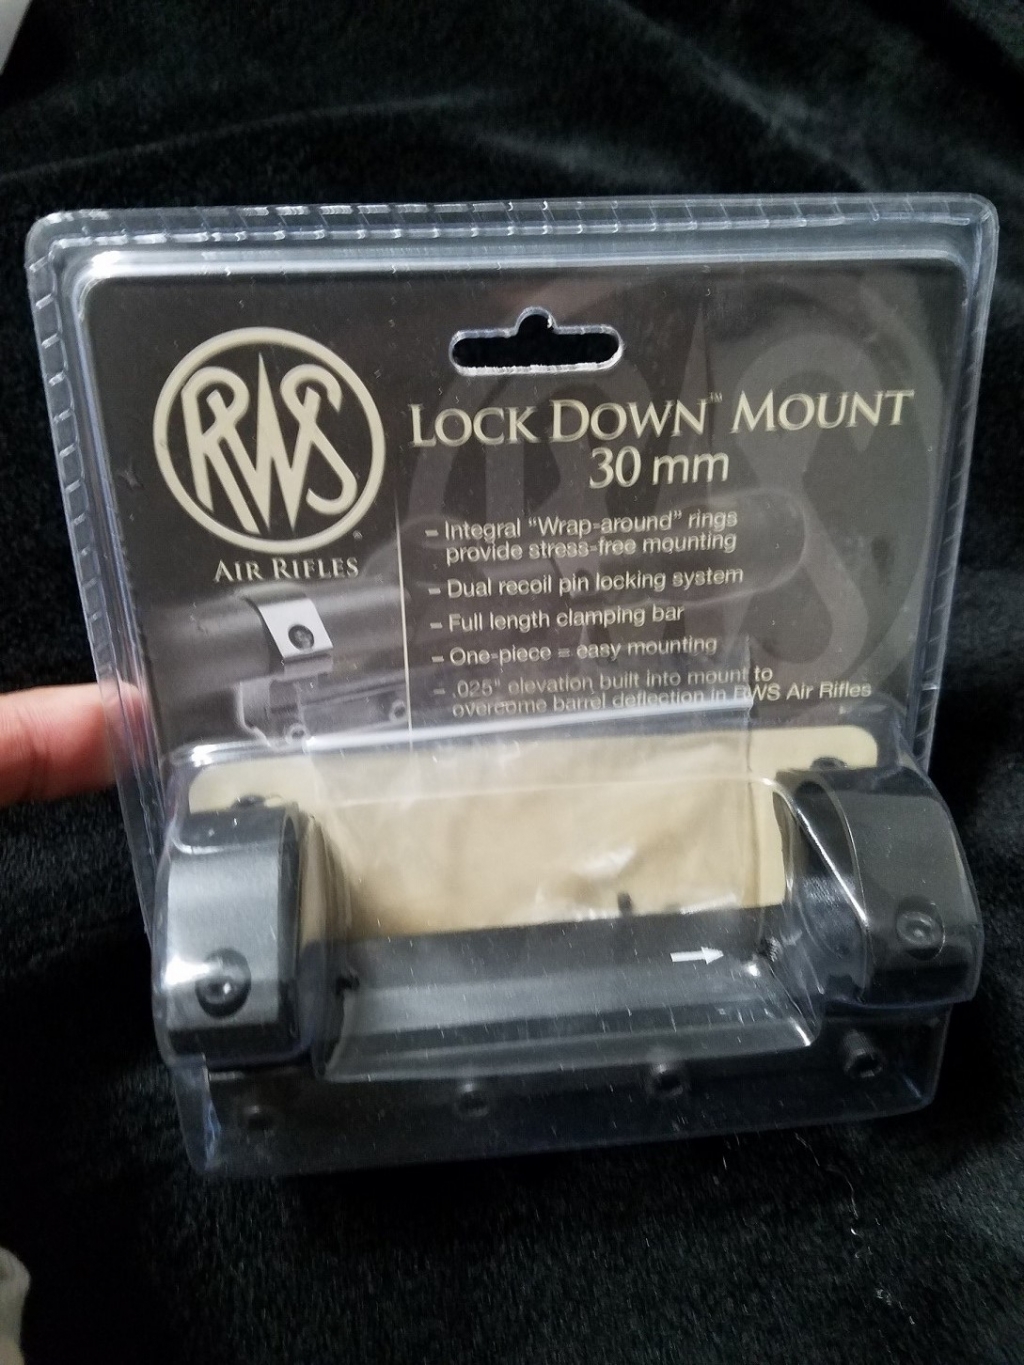 RWS
AIR RIFLES
LOCK DOWN™ MOUNT
30 mm
– Integral “Wrap-around” rings
provide stress-free mounting
– Dual recoil pin locking system
– Full length clamping bar
– One-piece = easy mounting
– .025" elevation built into mount to
overcome barrel deflection in RWS Air Rifles